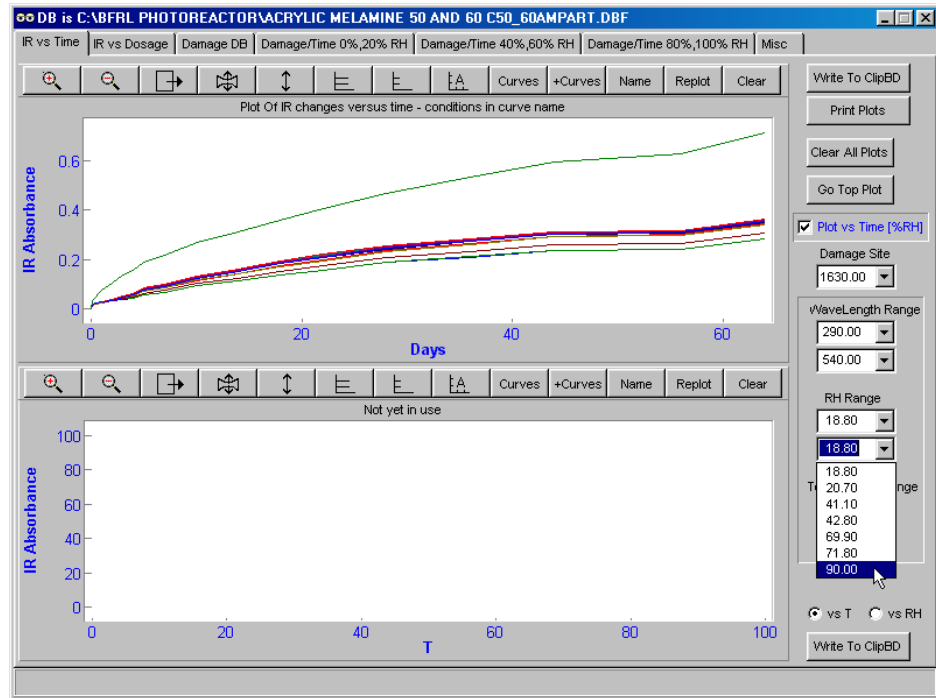 DB is C:\BFRL PHOTOREACTOR\ACRYLIC MELAMINE 50 AND 60 C50_60AMPART.DBF
IR vs Time IR vs Dosage Damage DB Damage/Time 0%,20% RH Damage/Time 40%,60% RH Damage/Time 80%,100% RH Misc
Curves +Curves Name Replot Clear
Plot Of IR changes versus time - conditions in curve name
IR Absorbance
0.6
0.4
0.2
0
0 20 40 60
Days
Curves +Curves Name Replot Clear
Not yet in use
IR Absorbance
100
80
60
40
20
0
0 20 40 60 80 100
T
Write To ClipBD
Print Plots
Clear All Plots
Go Top Plot
Plot vs Time [%RH]
Damage Site
1630.00
WaveLength Range
290.00
540.00
RH Range
18.80
18.80
18.80
20.70
41.10
42.80
69.90
71.80
90.00
vs T vs RH
Write To ClipBD